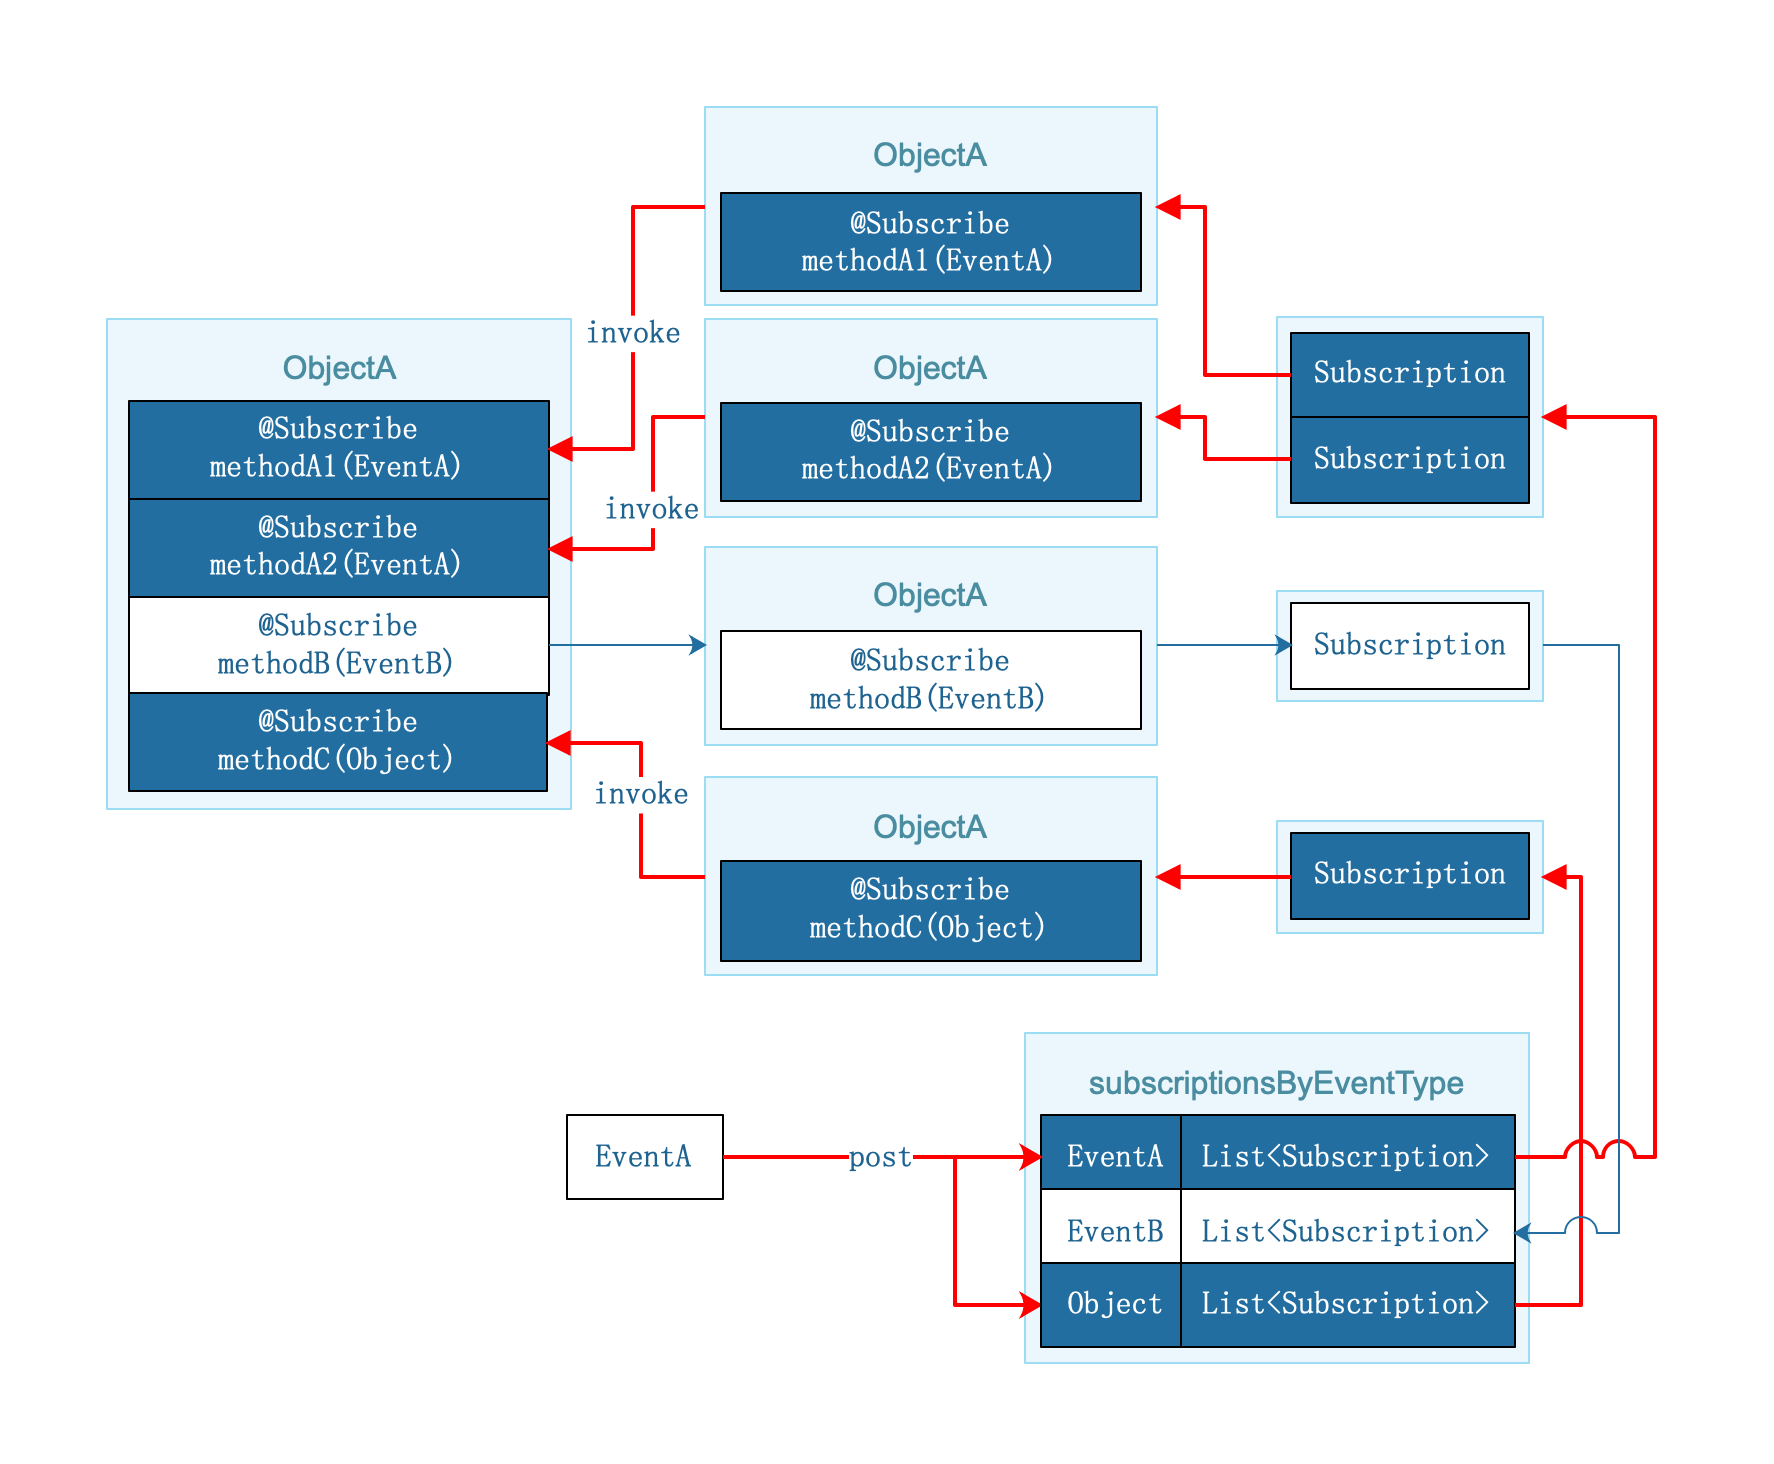 ObjectA
@Subscribe
methodA1(EventA)
invoke
ObjectA
@Subscribe
methodA1(EventA)
@Subscribe
methodA2(EventA)
@Subscribe
methodB(EventB)
@Subscribe
methodC(Object)
ObjectA
@Subscribe
methodA2(EventA)
invoke
Subscription
Subscription
ObjectA
@Subscribe
methodB(EventB)
Subscription
invoke
ObjectA
@Subscribe
methodC(Object)
Subscription
subscriptionsByEventType
EventA
post
EventA List<Subscription>
EventB List<Subscription>
Object List<Subscription>